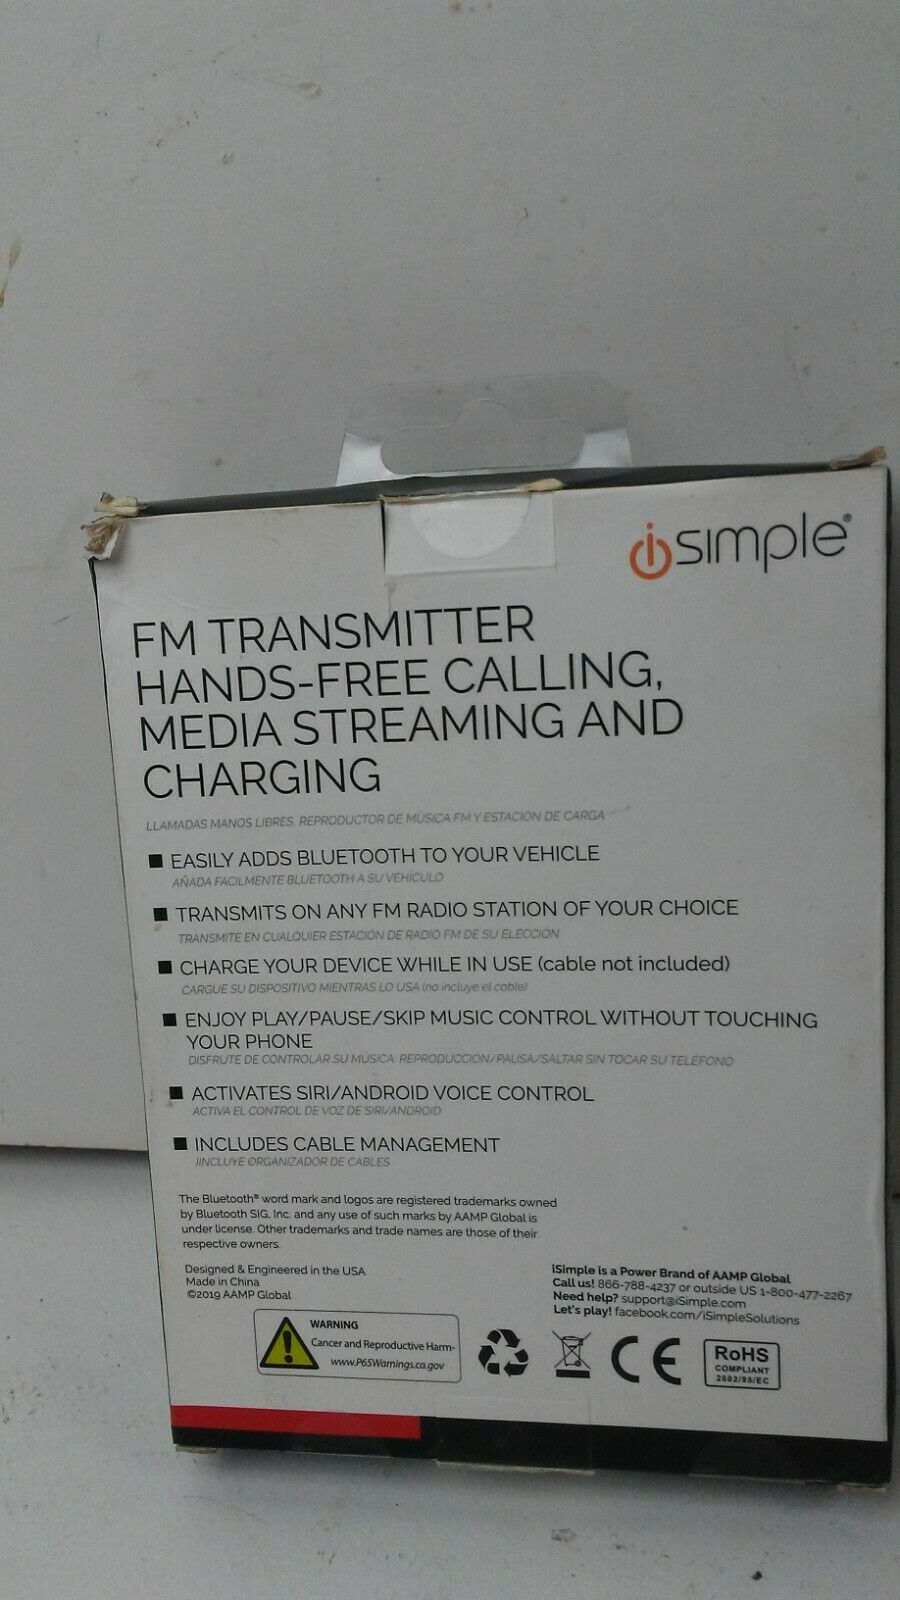 isimple®
FM TRANSMITTER
HANDS-FREE CALLING,
MEDIA STREAMING AND
CHARGING
LLAMADAS MANOS LIBRES, REPRODUCTOR DE MÚSICA FM Y ESTACION DE CARGA
■ EASILY ADDS BLUETOOTH TO YOUR VEHICLE
AÑADA FACILMENTE BLUETOOTH A SU VEHÍCULO
■ TRANSMITS ON ANY FM RADIO STATION OF YOUR CHOICE
TRANSMITE EN CUALQUIER ESTACIÓN DE RADIO FM DE SU ELECCIÓN
■ CHARGE YOUR DEVICE WHILE IN USE (cable not included)
CARGUE SU DISPOSITIVO MIENTRAS LO USA (no incluye el cable)
■ ENJOY PLAY/PAUSE/SKIP MUSIC CONTROL WITHOUT TOUCHING
YOUR PHONE
DISFRUTE DE CONTROLAR SU MÚSICA: REPRODUCCIÓN/PAUSA/SALTAR SIN TOCAR SU TELÉFONO
■ ACTIVATES SIRI/ANDROID VOICE CONTROL
ACTIVA EL CONTROL DE VOZ DE SIRI/ANDROID
■ INCLUDES CABLE MANAGEMENT
IINCLUYE ORGANIZADOR DE CABLES
The Bluetooth® word mark and logos are registered trademarks owned
by Bluetooth SIG, Inc. and any use of such marks by AAMP Global is
under license. Other trademarks and trade names are those of their
respective owners.
Designed & Engineered in the USA
Made in China
©2019 AAMP Global
iSimple is a Power Brand of AAMP Global
Call us! 866-788-4237 or outside US 1-800-477-2267
Need help? support@iSimple.com
Let's play! facebook.com/iSimpleSolutions
WARNING
Cancer and Reproductive Harm-
www.P65Warnings.ca.gov
CE
RoHS
COMPLIANT
2002/95/EC